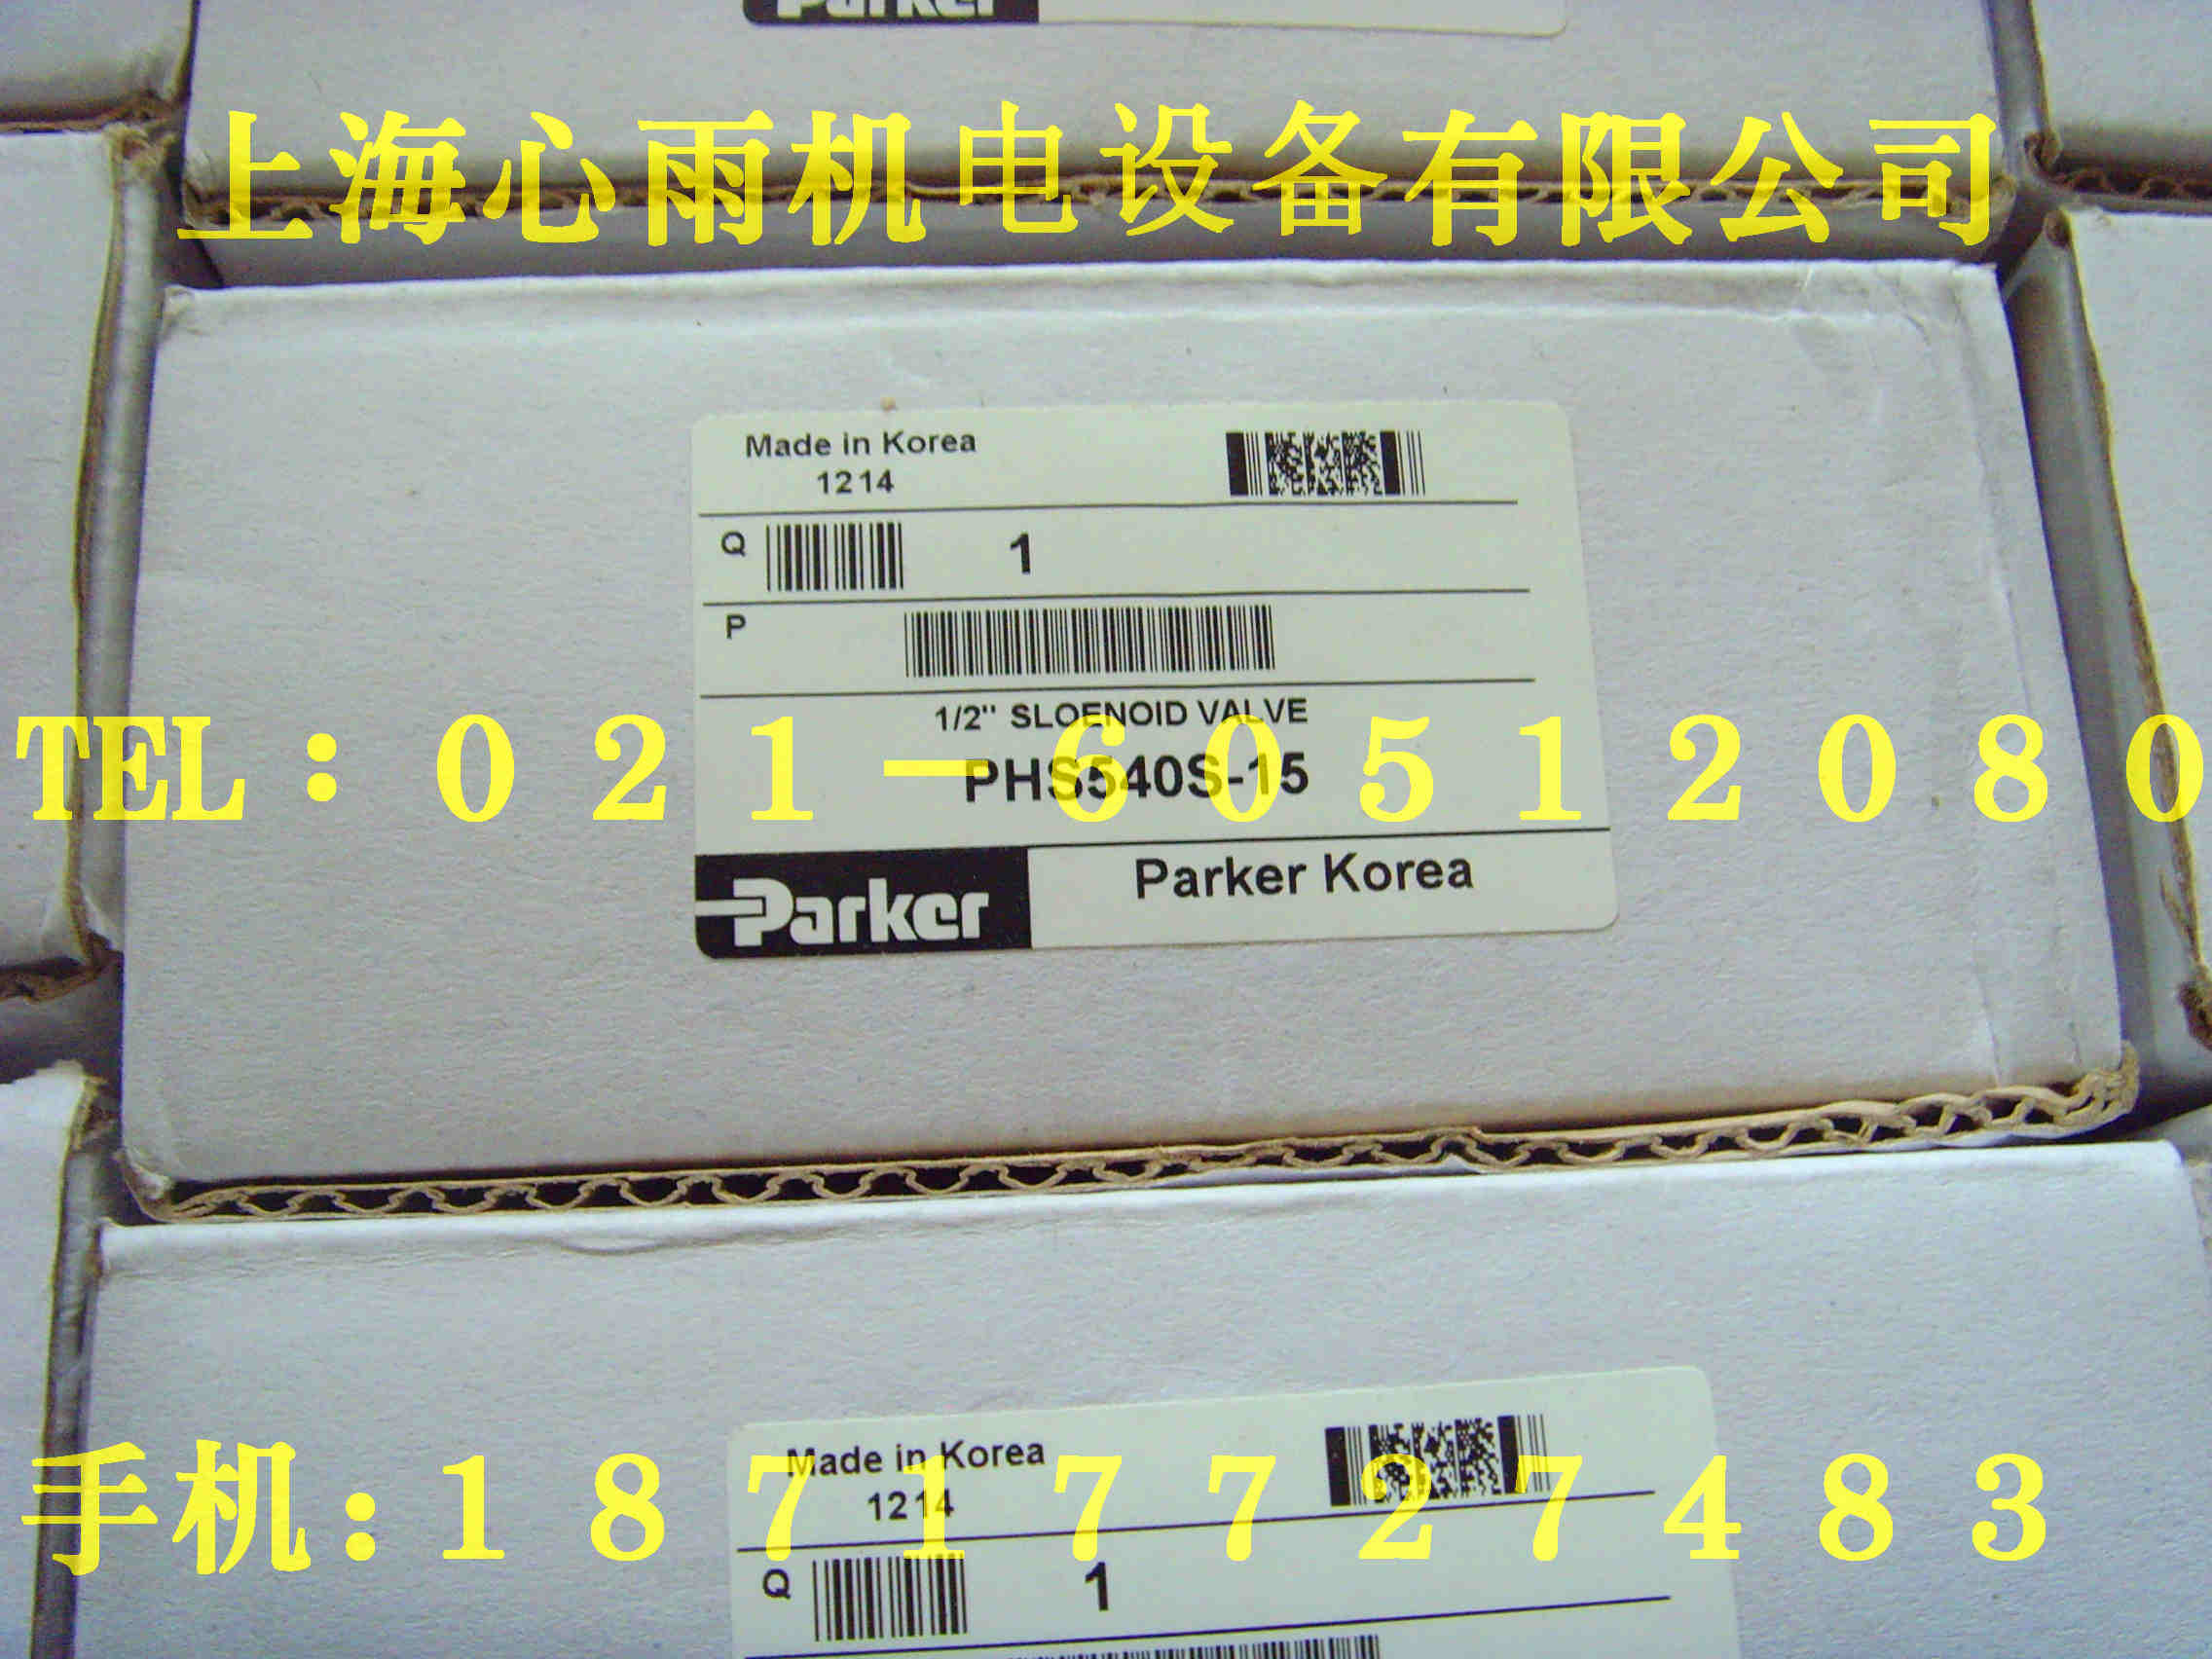 Parker
上海心雨机电设备有限公司
Made in Korea
1214
Q 1
P
1/2" SLOENOID VALVE
TEL：021-60512080
PHS540S-15
Parker Parker Korea
Made in Korea
手机：18717727483
1214
Q 1